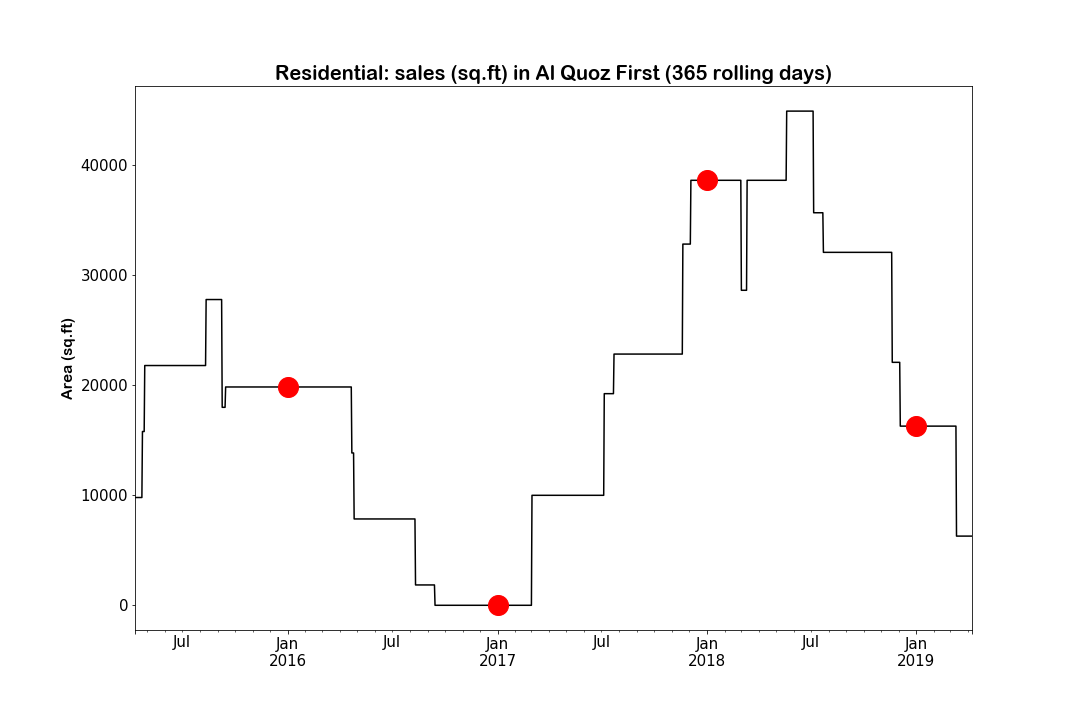 Residential: sales (sq.ft) in Al Quoz First (365 rolling days)
Area (sq.ft)
40000
30000
20000
10000
0
Jul
Jan
2016
Jul
Jan
2017
Jul
Jan
2018
Jul
Jan
2019